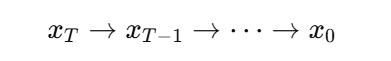 x_T → x_{T−1} → ⋯ → x_0